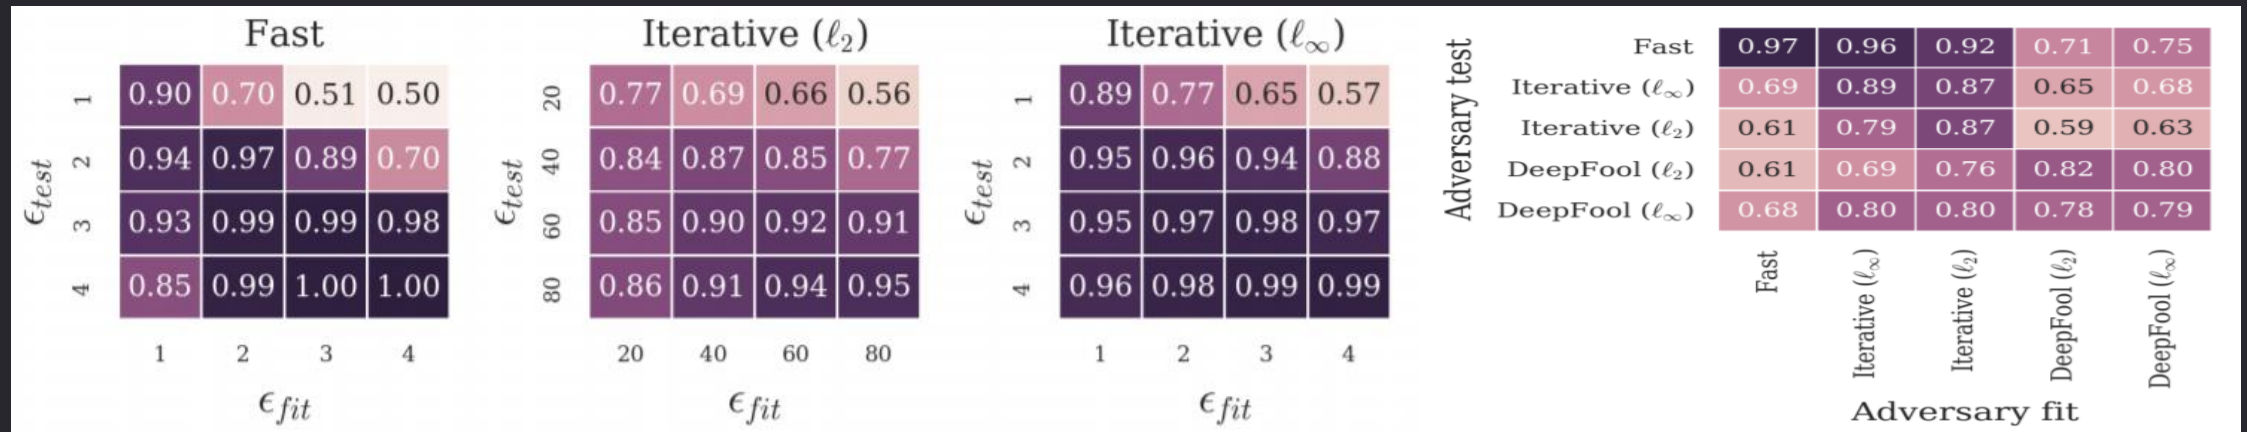 Fast
ϵtest
1 0.90 0.70 0.51 0.50
2 0.94 0.97 0.89 0.70
3 0.93 0.99 0.99 0.98
4 0.85 0.99 1.00 1.00
1 2 3 4
ϵfit
Iterative (ℓ2)
ϵtest
20 0.77 0.69 0.66 0.56
40 0.84 0.87 0.85 0.77
60 0.85 0.90 0.92 0.91
80 0.86 0.91 0.94 0.95
20 40 60 80
ϵfit
Iterative (ℓ∞)
ϵtest
1 0.89 0.77 0.65 0.57
2 0.95 0.96 0.94 0.88
3 0.95 0.97 0.98 0.97
4 0.96 0.98 0.99 0.99
1 2 3 4
ϵfit
Adversary test
Fast 0.97 0.96 0.92 0.71 0.75
Iterative (ℓ∞) 0.69 0.89 0.87 0.65 0.68
Iterative (ℓ2) 0.61 0.79 0.87 0.59 0.63
DeepFool (ℓ2) 0.61 0.69 0.76 0.82 0.80
DeepFool (ℓ∞) 0.68 0.80 0.80 0.78 0.79
Fast
Iterative (ℓ∞)
Iterative (ℓ2)
DeepFool (ℓ2)
DeepFool (ℓ∞)
Adversary fit